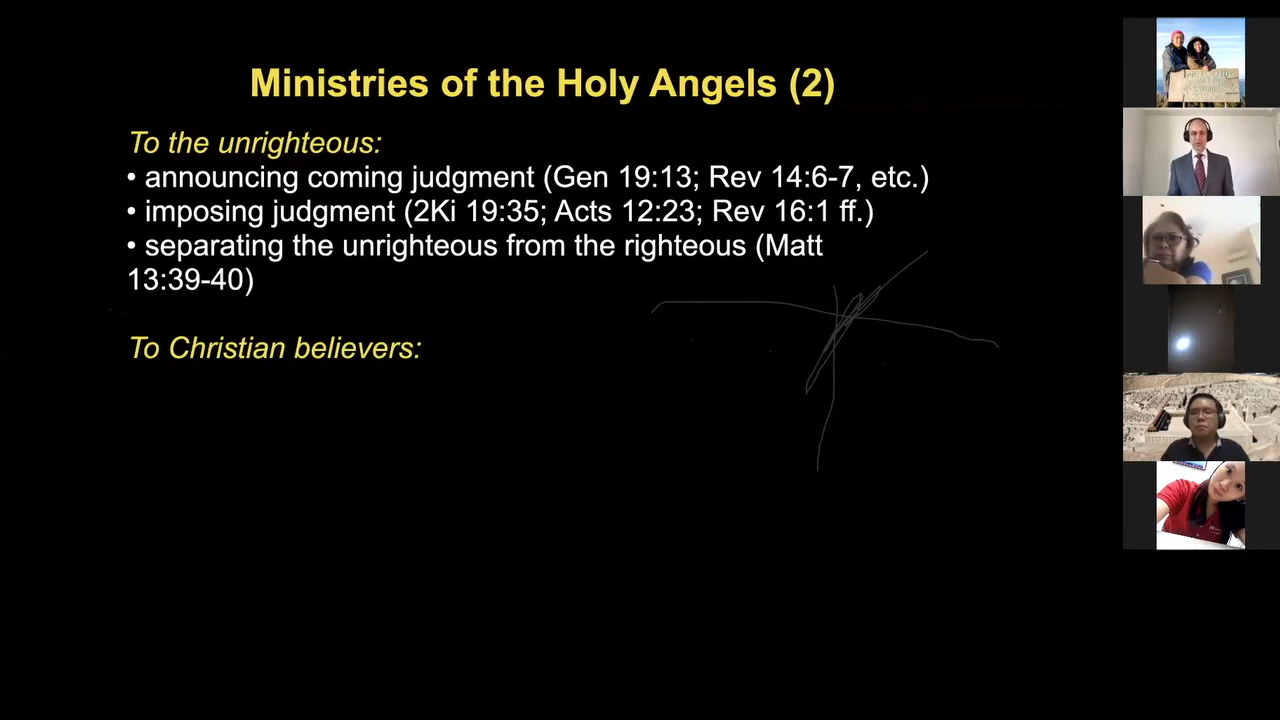 Ministries of the Holy Angels (2)
To the unrighteous:
• announcing coming judgment (Gen 19:13; Rev 14:6-7, etc.)
• imposing judgment (2Ki 19:35; Acts 12:23; Rev 16:1 ff.)
• separating the unrighteous from the righteous (Matt
13:39-40)
To Christian believers: